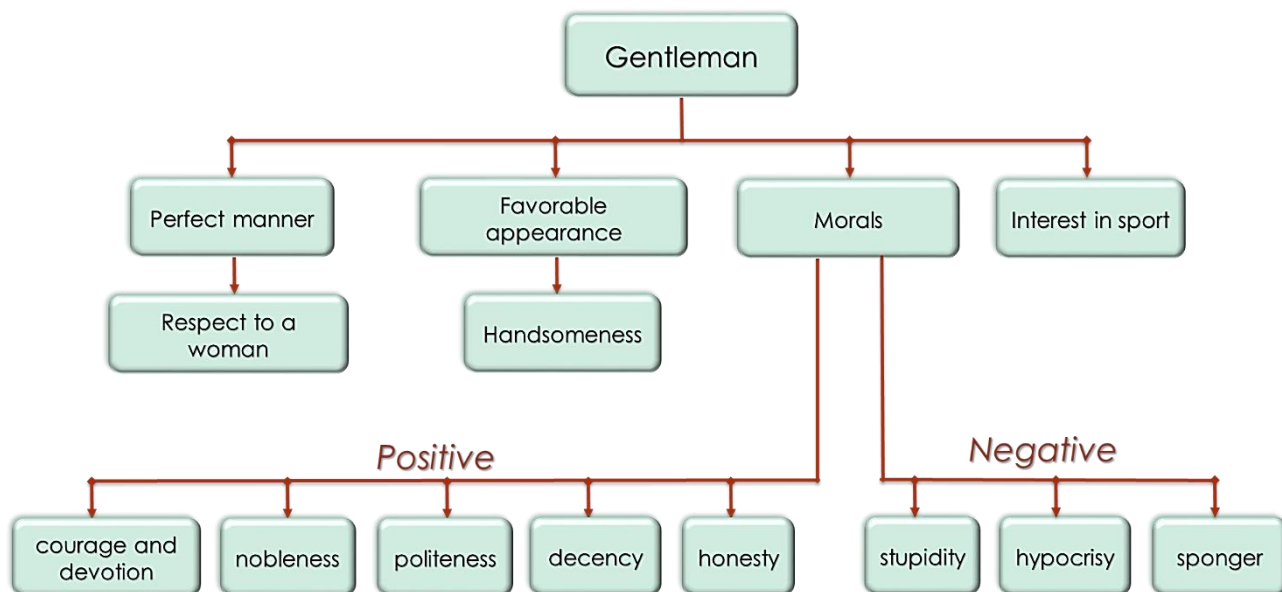 Gentleman
Perfect manner
Favorable
appearance
Morals
Interest in sport
Respect to a
woman
Handsomeness
Positive
Negative
courage and
devotion
nobleness
politeness
decency
honesty
stupidity
hypocrisy
sponger